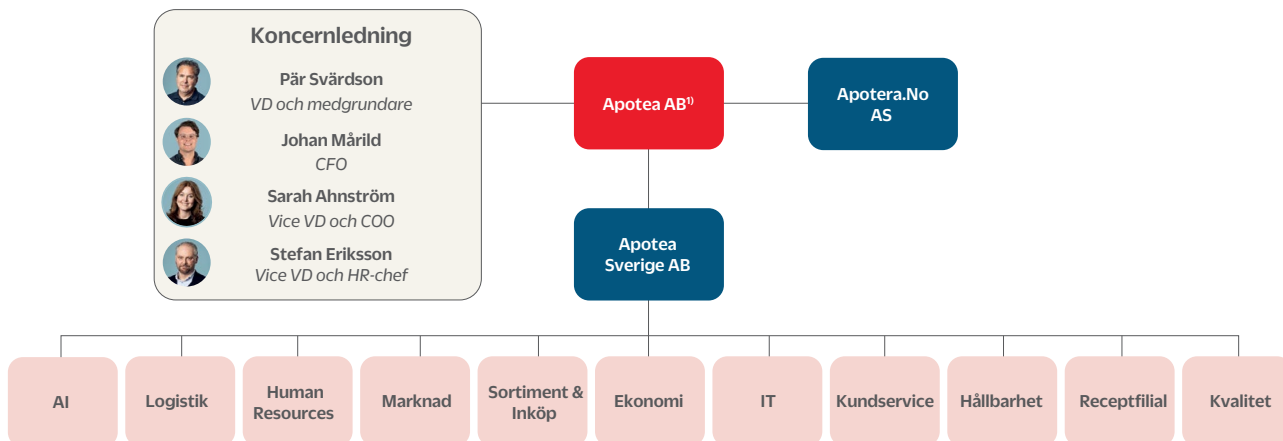 Koncernledning
Pär Svärdson
VD och medgrundare
Johan Mårild
CFO
Sarah Ahnström
Vice VD och COO
Stefan Eriksson
Vice VD och HR-chef
Apotea AB¹⁾
Apotera.No
AS
Apotea
Sverige AB
AI
Logistik
Human
Resources
Marknad
Sortiment &
Inköp
Ekonomi
IT
Kundservice
Hållbarhet
Receptfilial
Kvalitet